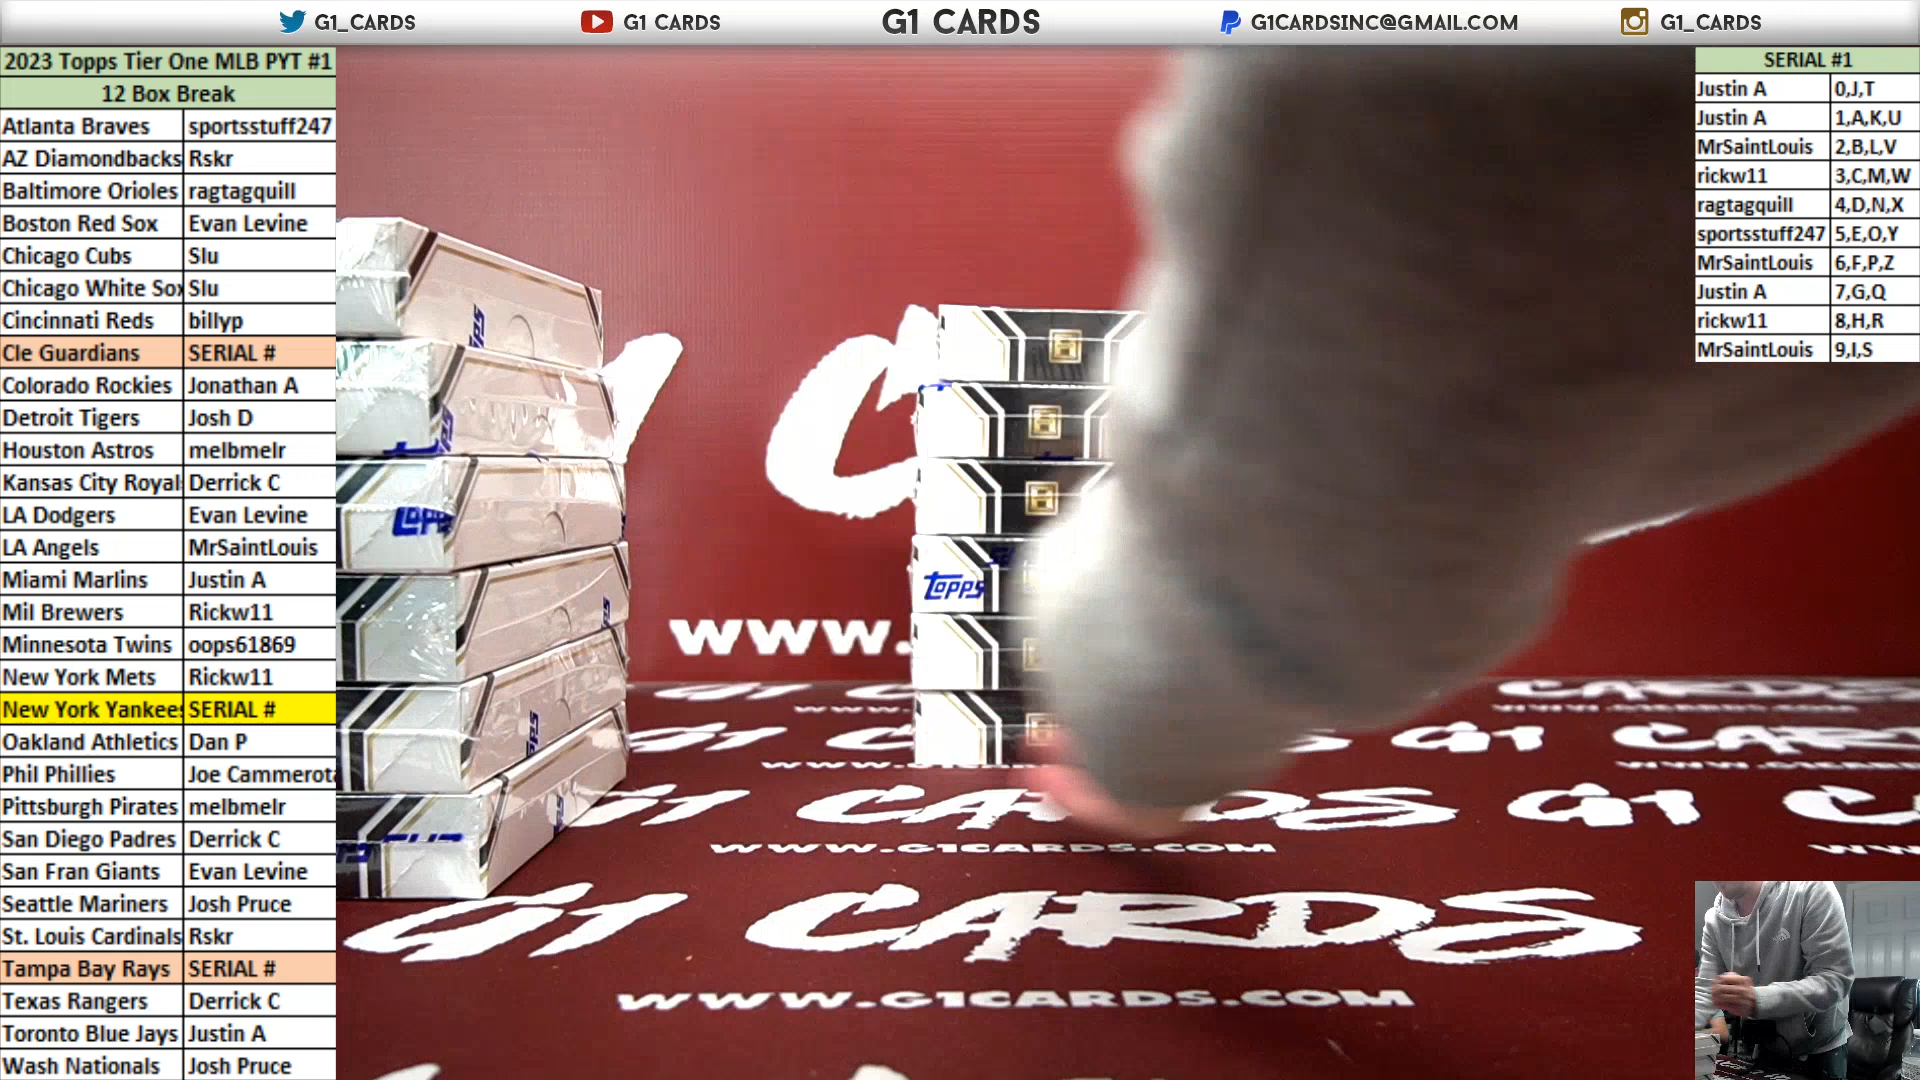 G1_CARDS G1 CARDS G1 CARDS G1CARDSINC@GMAIL.COM G1_CARDS
2023 Topps Tier One MLB PYT #1
12 Box Break
Atlanta Braves sportsstuff247
AZ Diamondbacks Rskr
Baltimore Orioles ragtagquill
Boston Red Sox Evan Levine
Chicago Cubs Slu
Chicago White Sox Slu
Cincinnati Reds billyp
Cle Guardians SERIAL #
Colorado Rockies Jonathan A
Detroit Tigers Josh D
Houston Astros melbmelr
Kansas City Royal Derrick C
LA Dodgers Evan Levine
LA Angels MrSaintLouis
Miami Marlins Justin A
Mil Brewers Rickw11
Minnesota Twins oops61869
New York Mets Rickw11
New York Yankees SERIAL #
Oakland Athletics Dan P
Phil Phillies Joe Cammerota
Pittsburgh Pirates melbmelr
San Diego Padres Derrick C
San Fran Giants Evan Levine
Seattle Mariners Josh Pruce
St. Louis Cardinals Rskr
Tampa Bay Rays SERIAL #
Texas Rangers Derrick C
Toronto Blue Jays Justin A
Wash Nationals Josh Pruce
SERIAL #1
Justin A 0,J,T
Justin A 1,A,K,U
MrSaintLouis 2,B,L,V
rickw11 3,C,M,W
ragtagquill 4,D,N,X
sportsstuff247 5,E,O,Y
MrSaintLouis 6,F,P,Z
Justin A 7,G,Q
rickw11 8,H,R
MrSaintLouis 9,I,S
WWW.
topps
G1 CARDS G1
WWW.G1CARDS.COM
G1 CARDS
WWW.G1CARDS.COM